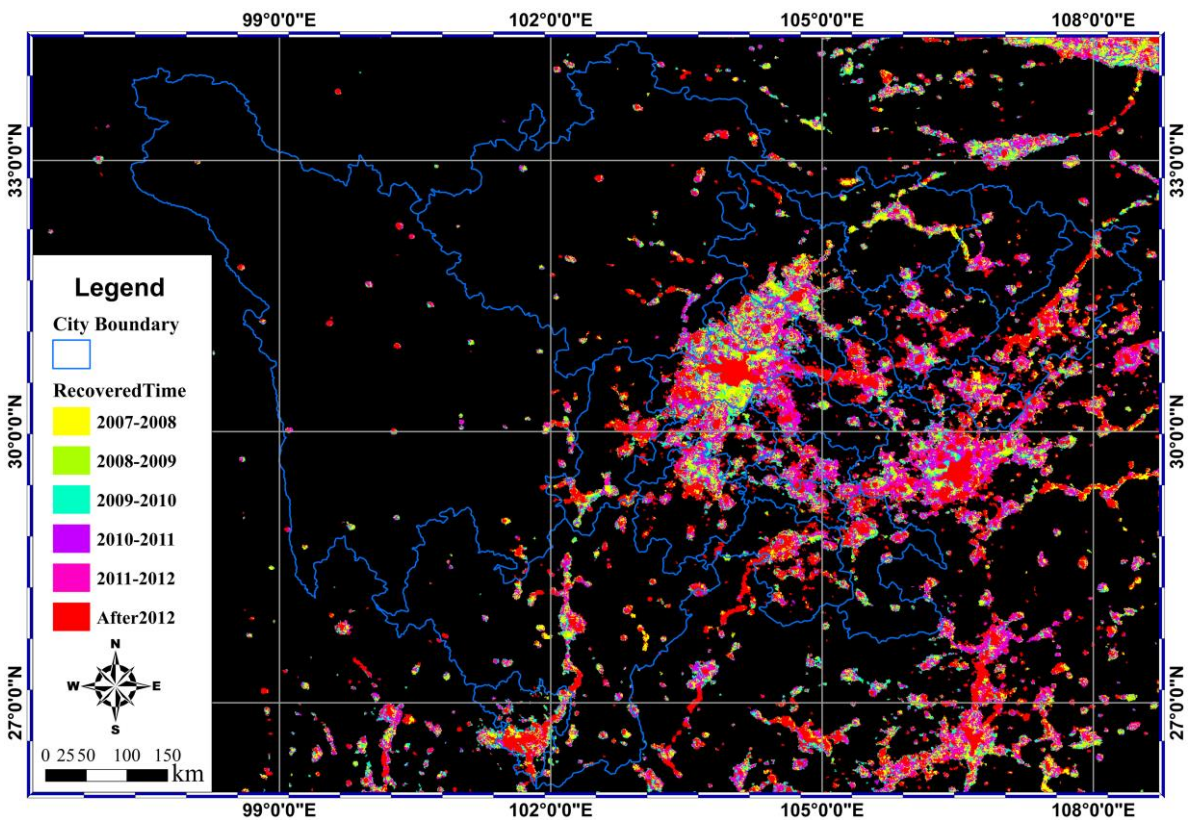 99°0'0"E 102°0'0"E 105°0'0"E 108°0'0"E
33°0'0"N
33°0'0"N
Legend
City Boundary
RecoveredTime
2007-2008
2008-2009
2009-2010
2010-2011
2011-2012
After2012
30°0'0"N
30°0'0"N
N
W E
S
27°0'0"N
27°0'0"N
0 25 50 100 150
km
99°0'0"E 102°0'0"E 105°0'0"E 108°0'0"E